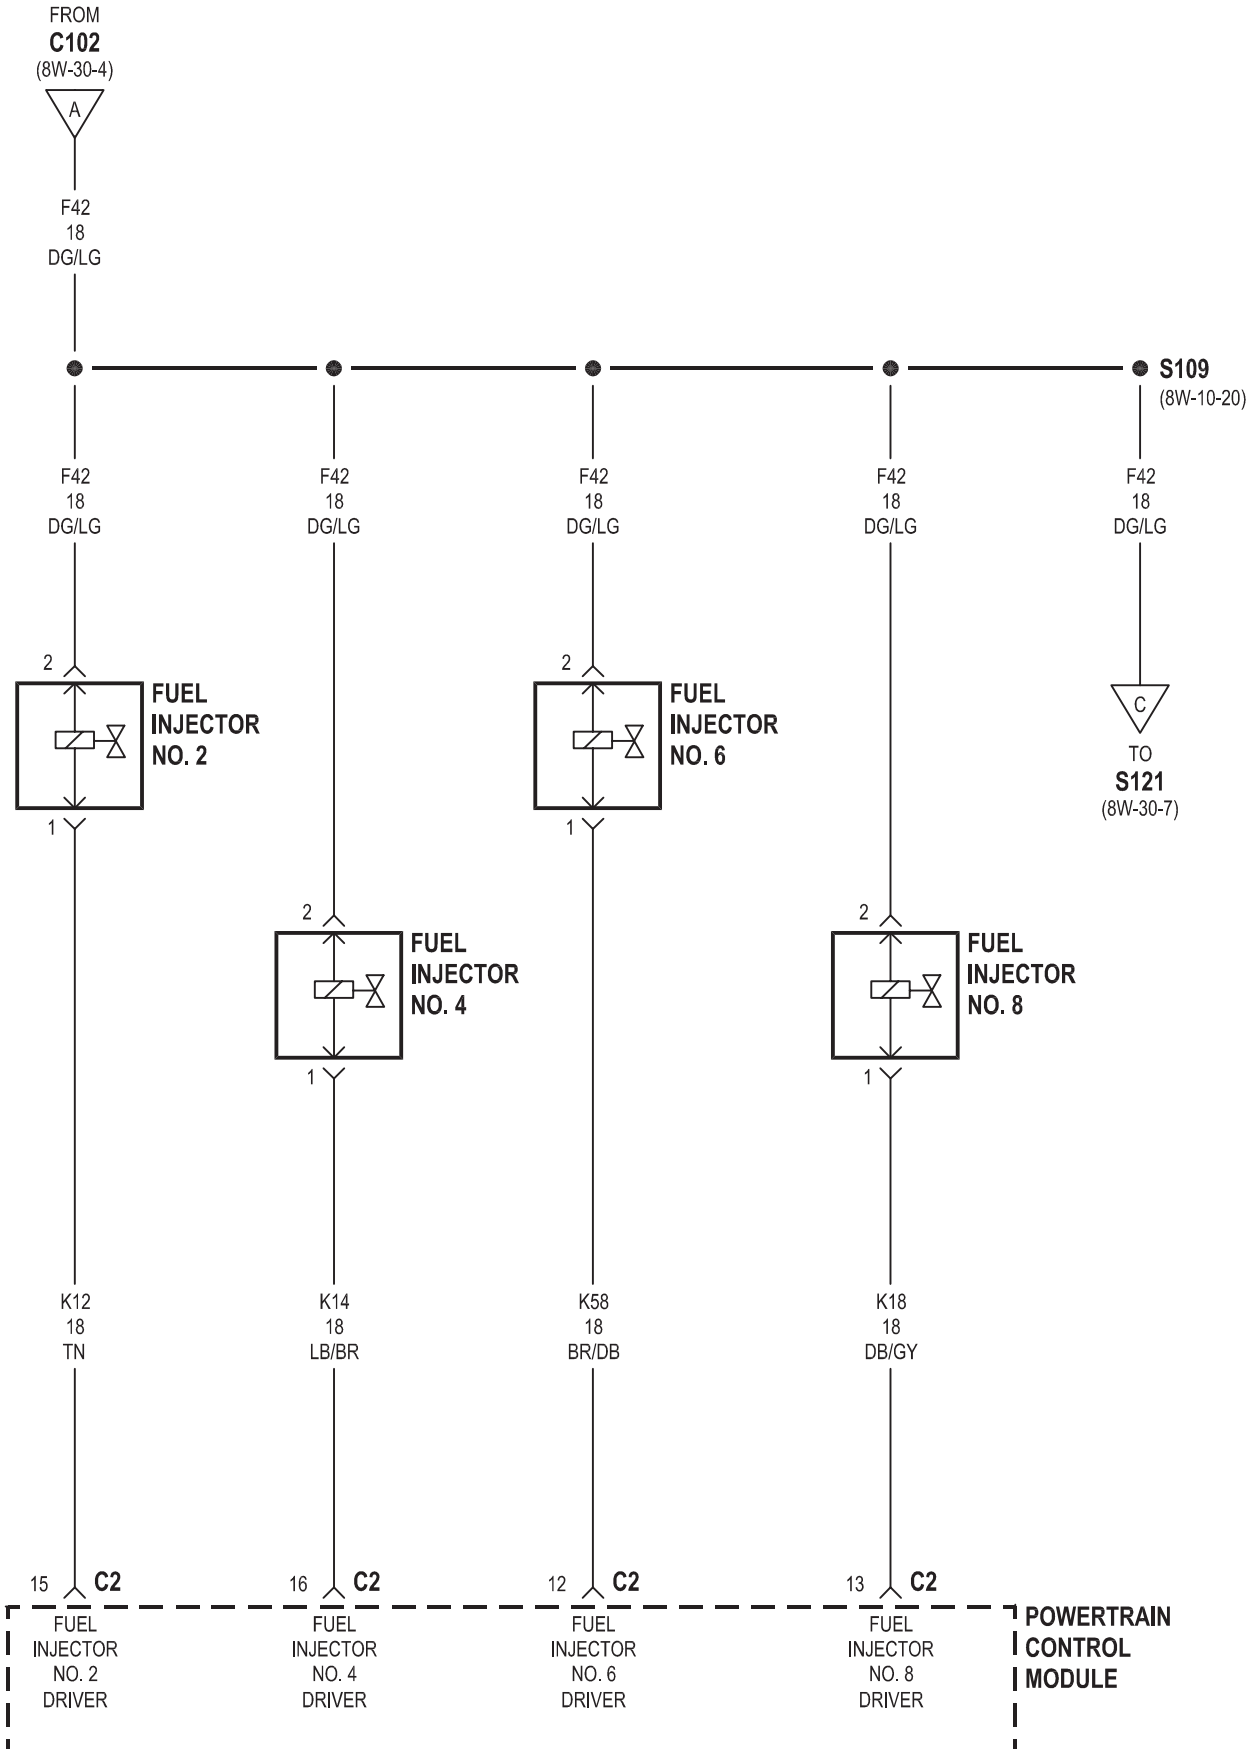 FROM
C102
(8W-30-4)
A
F42
18
DG/LG
S109
(8W-10-20)
F42
18
DG/LG
F42
18
DG/LG
F42
18
DG/LG
F42
18
DG/LG
F42
18
DG/LG
2
FUEL
INJECTOR
NO. 2
1
2
FUEL
INJECTOR
NO. 6
1
C
TO
S121
(8W-30-7)
2
FUEL
INJECTOR
NO. 4
1
2
FUEL
INJECTOR
NO. 8
1
K12
18
TN
K14
18
LB/BR
K58
18
BR/DB
K18
18
DB/GY
15 C2
16 C2
12 C2
13 C2
FUEL
INJECTOR
NO. 2
DRIVER
FUEL
INJECTOR
NO. 4
DRIVER
FUEL
INJECTOR
NO. 6
DRIVER
FUEL
INJECTOR
NO. 8
DRIVER
POWERTRAIN
CONTROL
MODULE